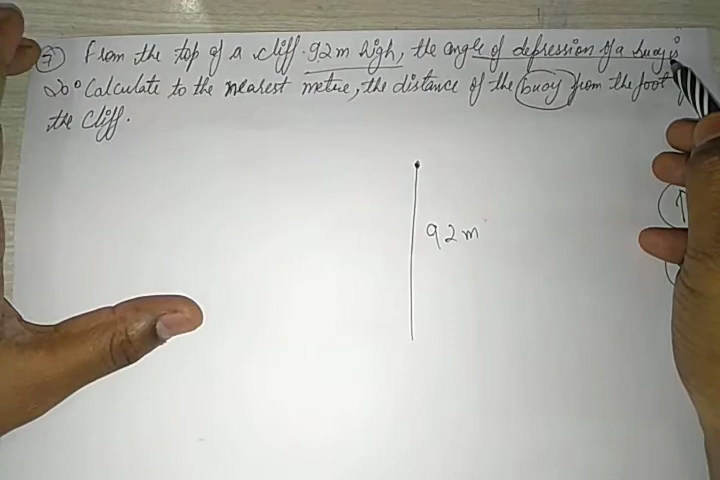 7 From the top of a cliff 92m high, the angle of depression of a buoy is
20° Calculate to the nearest metre, the distance of the buoy from the foot
the Cliff.
92m